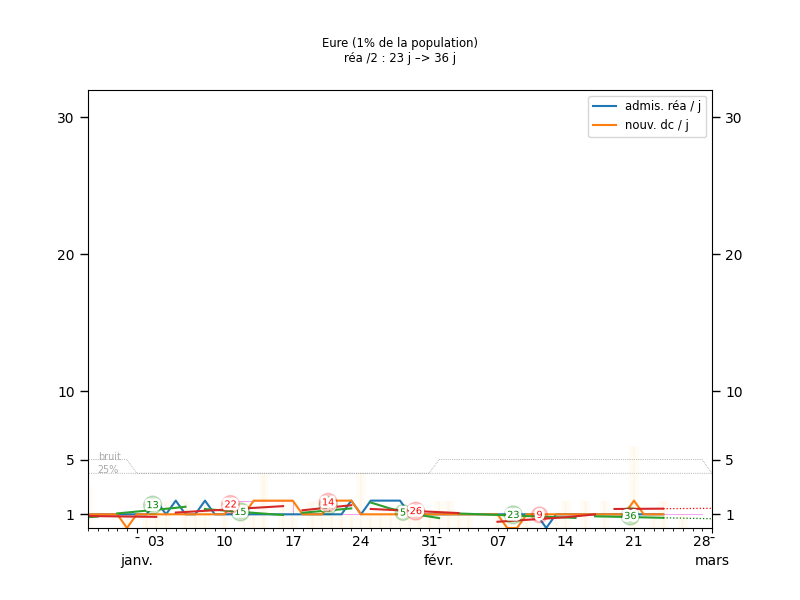 Eure (1% de la population)
réa /2 : 23 j –> 36 j
admis. réa / j
nouv. dc / j
30 30
20 20
10 10
5 5
1 1
bruit
25%
13 22 15 14 5 26 23 9 36
03 10 17 24 31 07 14 21 28
janv. févr. mars